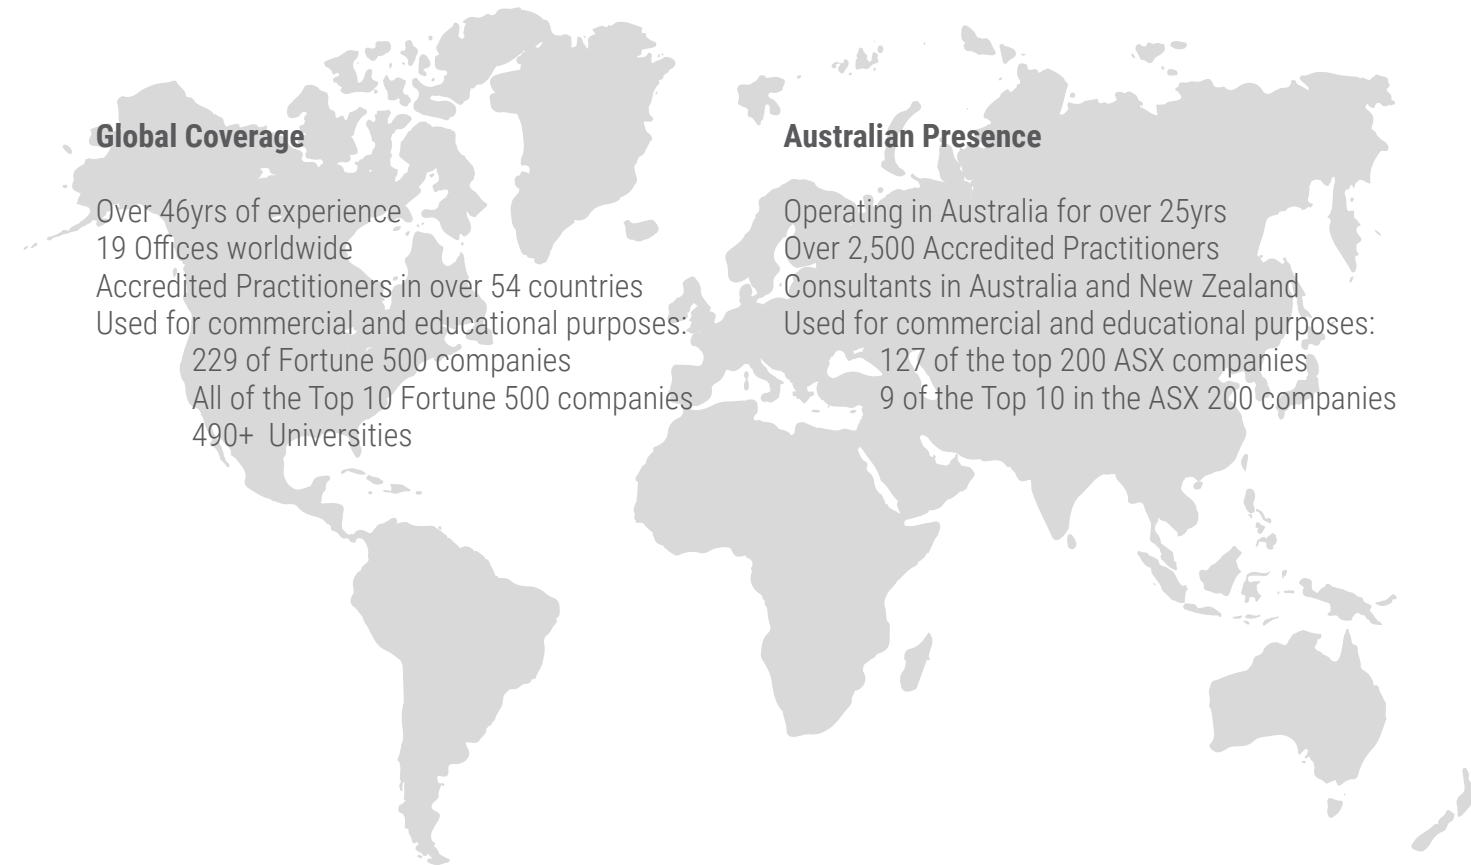 Global Coverage
Over 46yrs of experience
19 Offices worldwide
Accredited Practitioners in over 54 countries
Used for commercial and educational purposes:
229 of Fortune 500 companies
All of the Top 10 Fortune 500 companies
490+  Universities
Australian Presence
Operating in Australia for over 25yrs
Over 2,500 Accredited Practitioners
Consultants in Australia and New Zealand
Used for commercial and educational purposes:
127 of the top 200 ASX companies
9 of the Top 10 in the ASX 200 companies